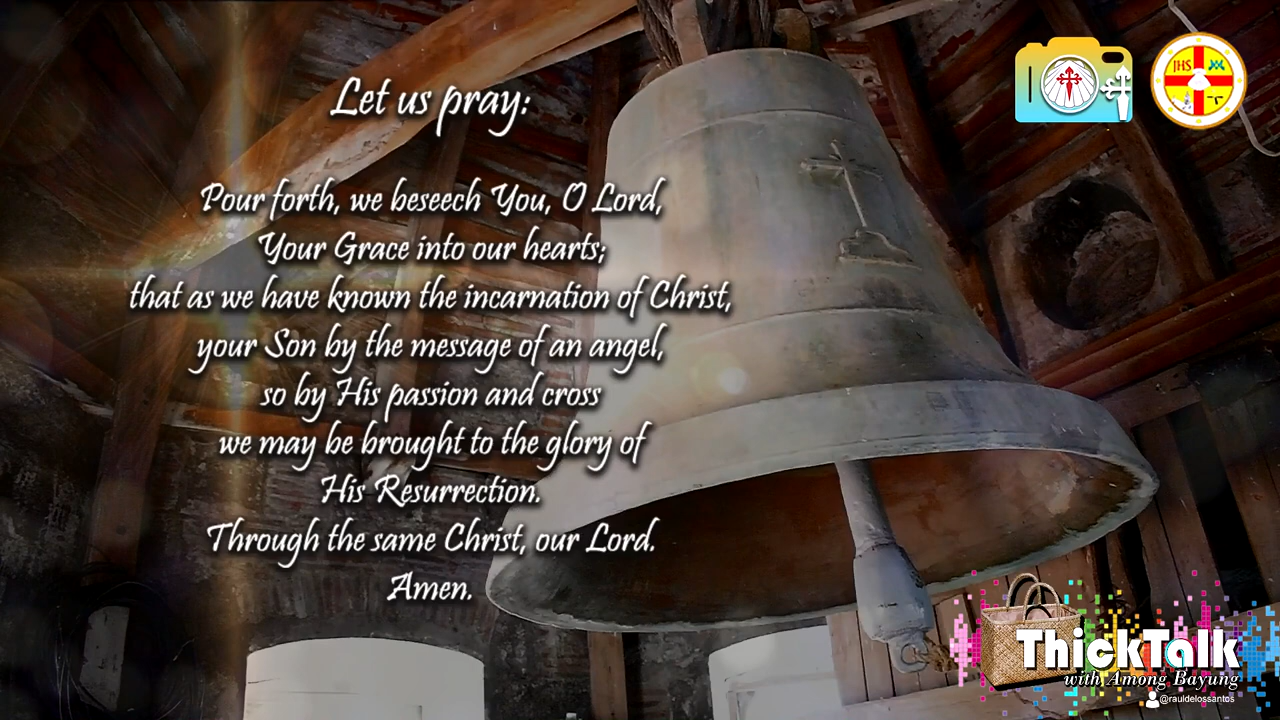 Let us pray:
Pour forth, we beseech You, O Lord,
Your Grace into our hearts;
that as we have known the incarnation of Christ,
your Son by the message of an angel,
so by His passion and cross
we may be brought to the glory of
His Resurrection.
Through the same Christ, our Lord.
Amen.
JHS
ThickTalk
with Among Bayung
@rauldelossantos